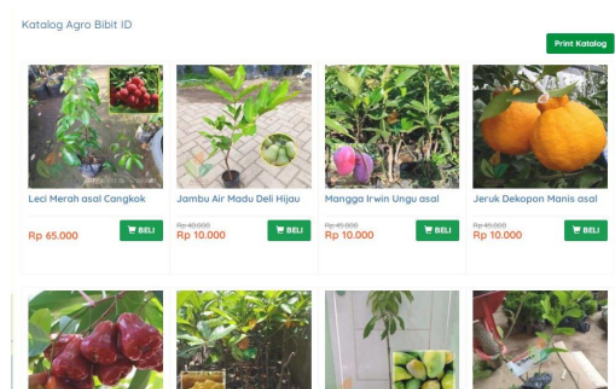 Katalog Agro Bibit ID
Print Katalog
Leci Merah asal Cangkok
Jambu Air Madu Deli Hijau
Mangga Irwin Ungu asal
Jeruk Dekopon Manis asal
Rp 65.000
BELI
Rp 40.000
Rp 10.000
BELI
Rp 45.000
Rp 10.000
BELI
Rp 45.000
Rp 10.000
BELI